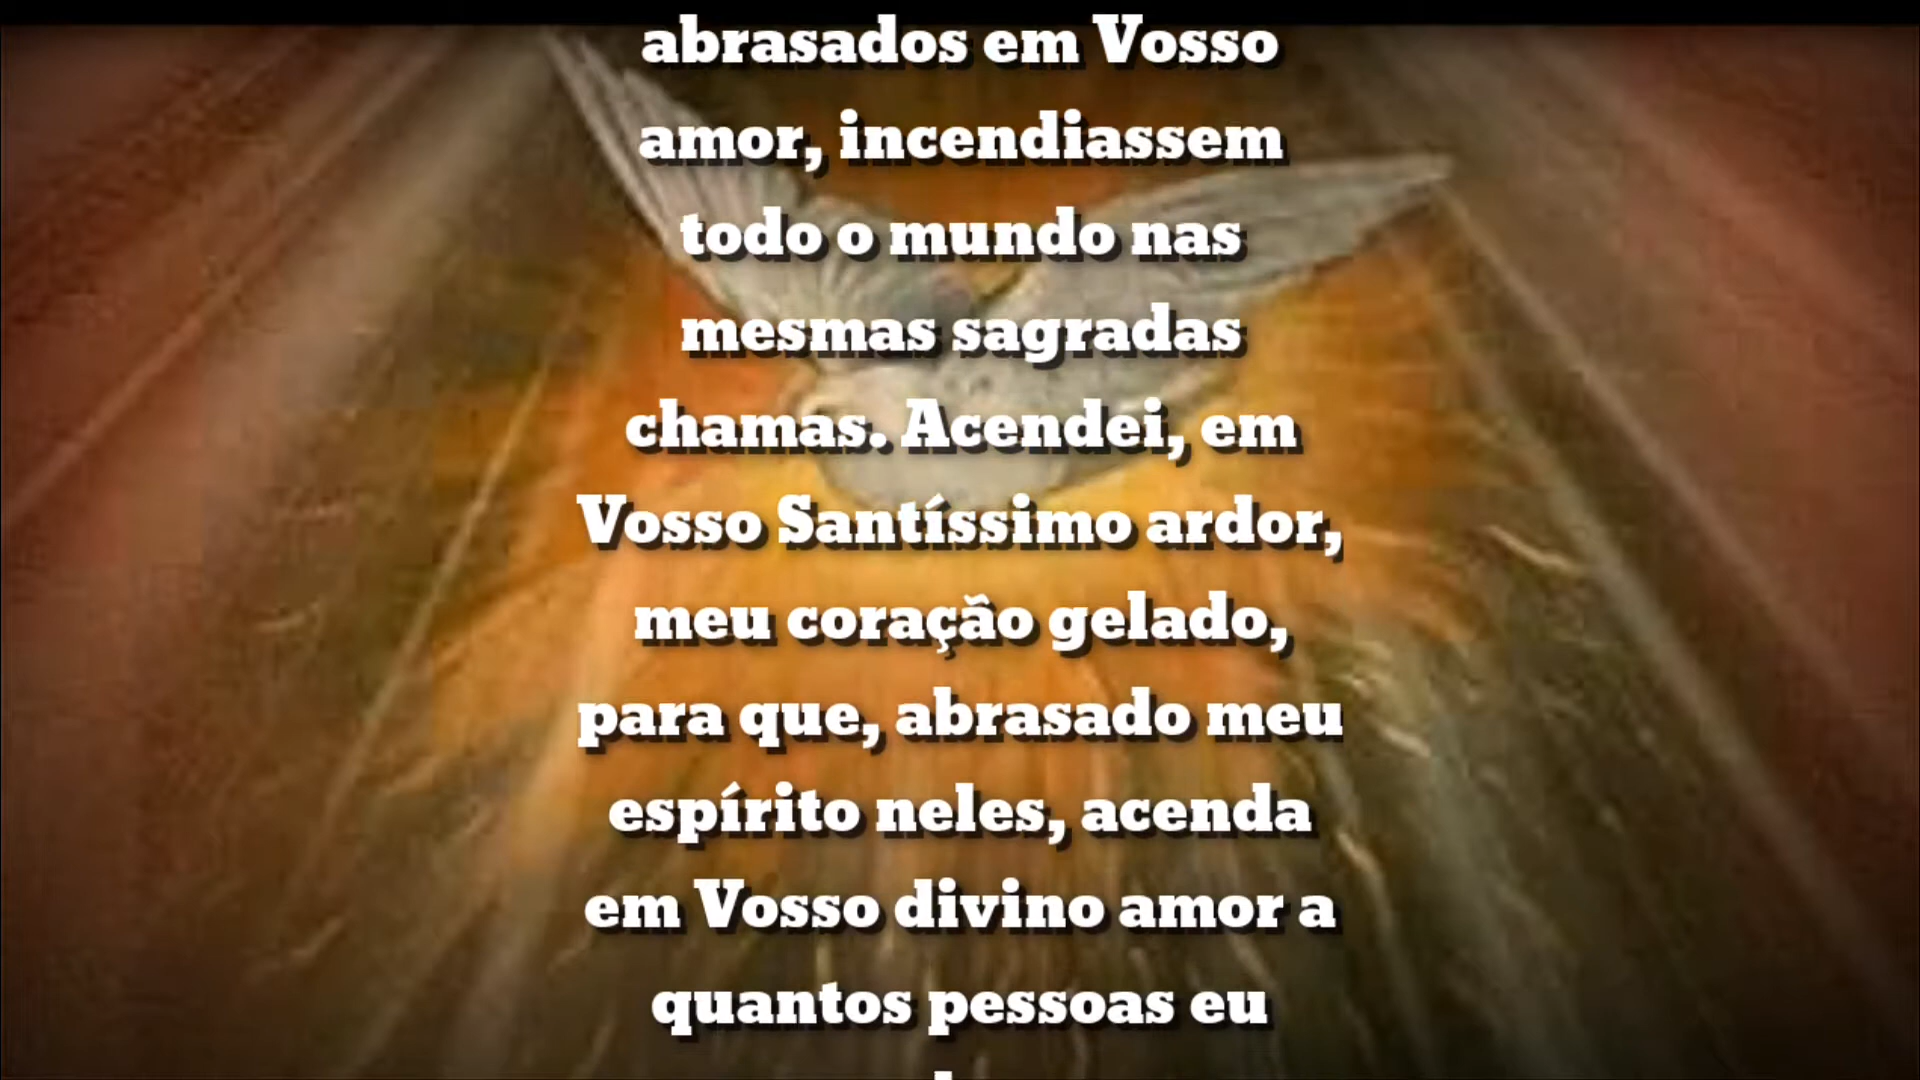 abrasados em Vosso
amor, incendiassem
todo o mundo nas
mesmas sagradas
chamas. Acendei, em
Vosso Santíssimo ardor,
meu coração gelado,
para que, abrasado meu
espírito neles, acenda
em Vosso divino amor a
quantos pessoas eu